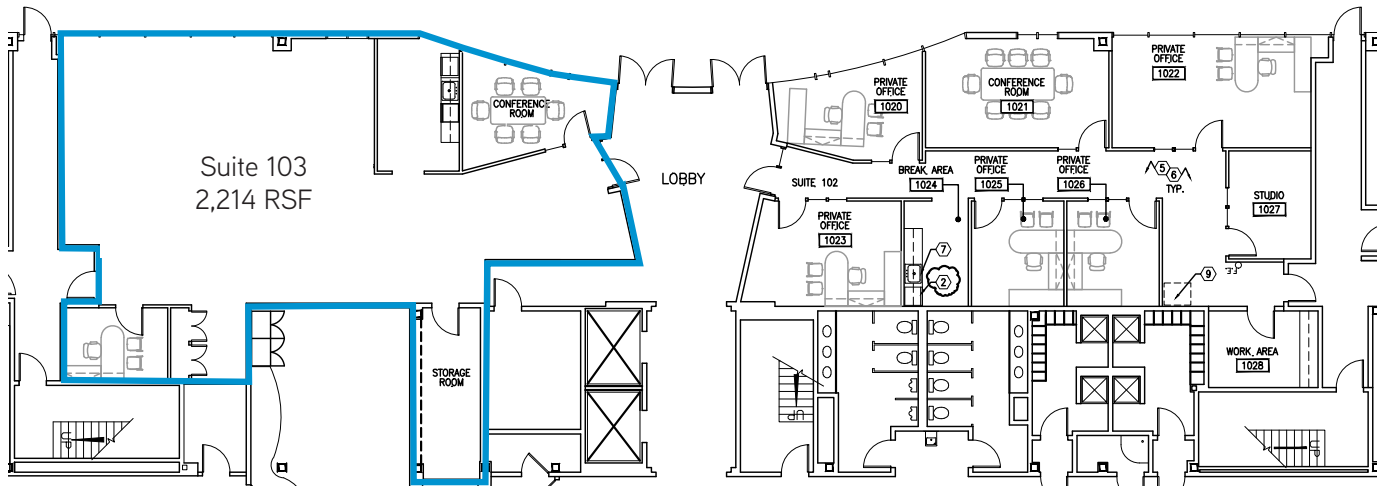 Suite 103
2,214 RSF
CONFERENCE
ROOM
STORAGE
ROOM
UP
LOBBY
SUITE 102
PRIVATE
OFFICE
1020
CONFERENCE
ROOM
1021
PRIVATE
OFFICE
1022
BREAK AREA
1024
PRIVATE
OFFICE
1025
PRIVATE
OFFICE
1026
5
6
TYP.
STUDIO
1027
PRIVATE
OFFICE
1023
7
2
9
F.E.
WORK AREA
1028
UP
UP